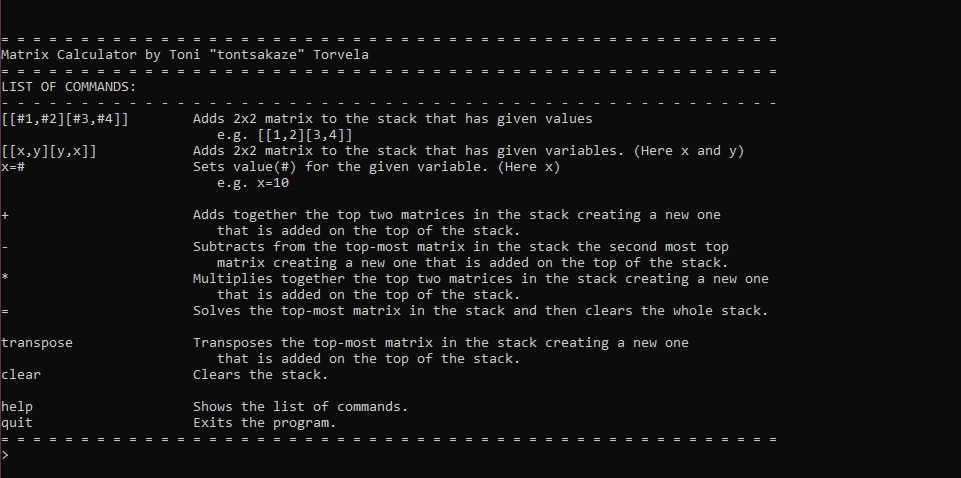 = = = = = = = = = = = = = = = = = = = = = = = = = = = = = = = = = = = = = = = = = = = = = = = = =
Matrix Calculator by Toni "tontsakaze" Torvela
= = = = = = = = = = = = = = = = = = = = = = = = = = = = = = = = = = = = = = = = = = = = = = = = =
LIST OF COMMANDS:
- - - - - - - - - - - - - - - - - - - - - - - - - - - - - - - - - - - - - - - - - - - - - - - - -
[[#1,#2][#3,#4]]        Adds 2x2 matrix to the stack that has given values
                           e.g. [[1,2][3,4]]
[[x,y][y,x]]            Adds 2x2 matrix to the stack that has given variables. (Here x and y)
x=#                     Sets value(#) for the given variable. (Here x)
                           e.g. x=10
+                       Adds together the top two matrices in the stack creating a new one
                           that is added on the top of the stack.
-                       Subtracts from the top-most matrix in the stack the second most top
                           matrix creating a new one that is added on the top of the stack.
*                       Multiplies together the top two matrices in the stack creating a new one
                           that is added on the top of the stack.
=                       Solves the top-most matrix in the stack and then clears the whole stack.
transpose               Transposes the top-most matrix in the stack creating a new one
                           that is added on the top of the stack.
clear                   Clears the stack.
help                    Shows the list of commands.
quit                    Exits the program.
= = = = = = = = = = = = = = = = = = = = = = = = = = = = = = = = = = = = = = = = = = = = = = = = =
>